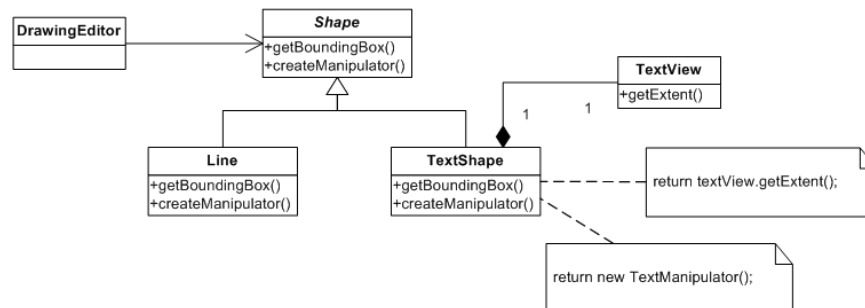 DrawingEditor
Shape
+getBoundingBox()
+createManipulator()
TextView
+getExtent()
1
1
Line
+getBoundingBox()
+createManipulator()
TextShape
+getBoundingBox()
+createManipulator()
return textView.getExtent();
return new TextManipulator();